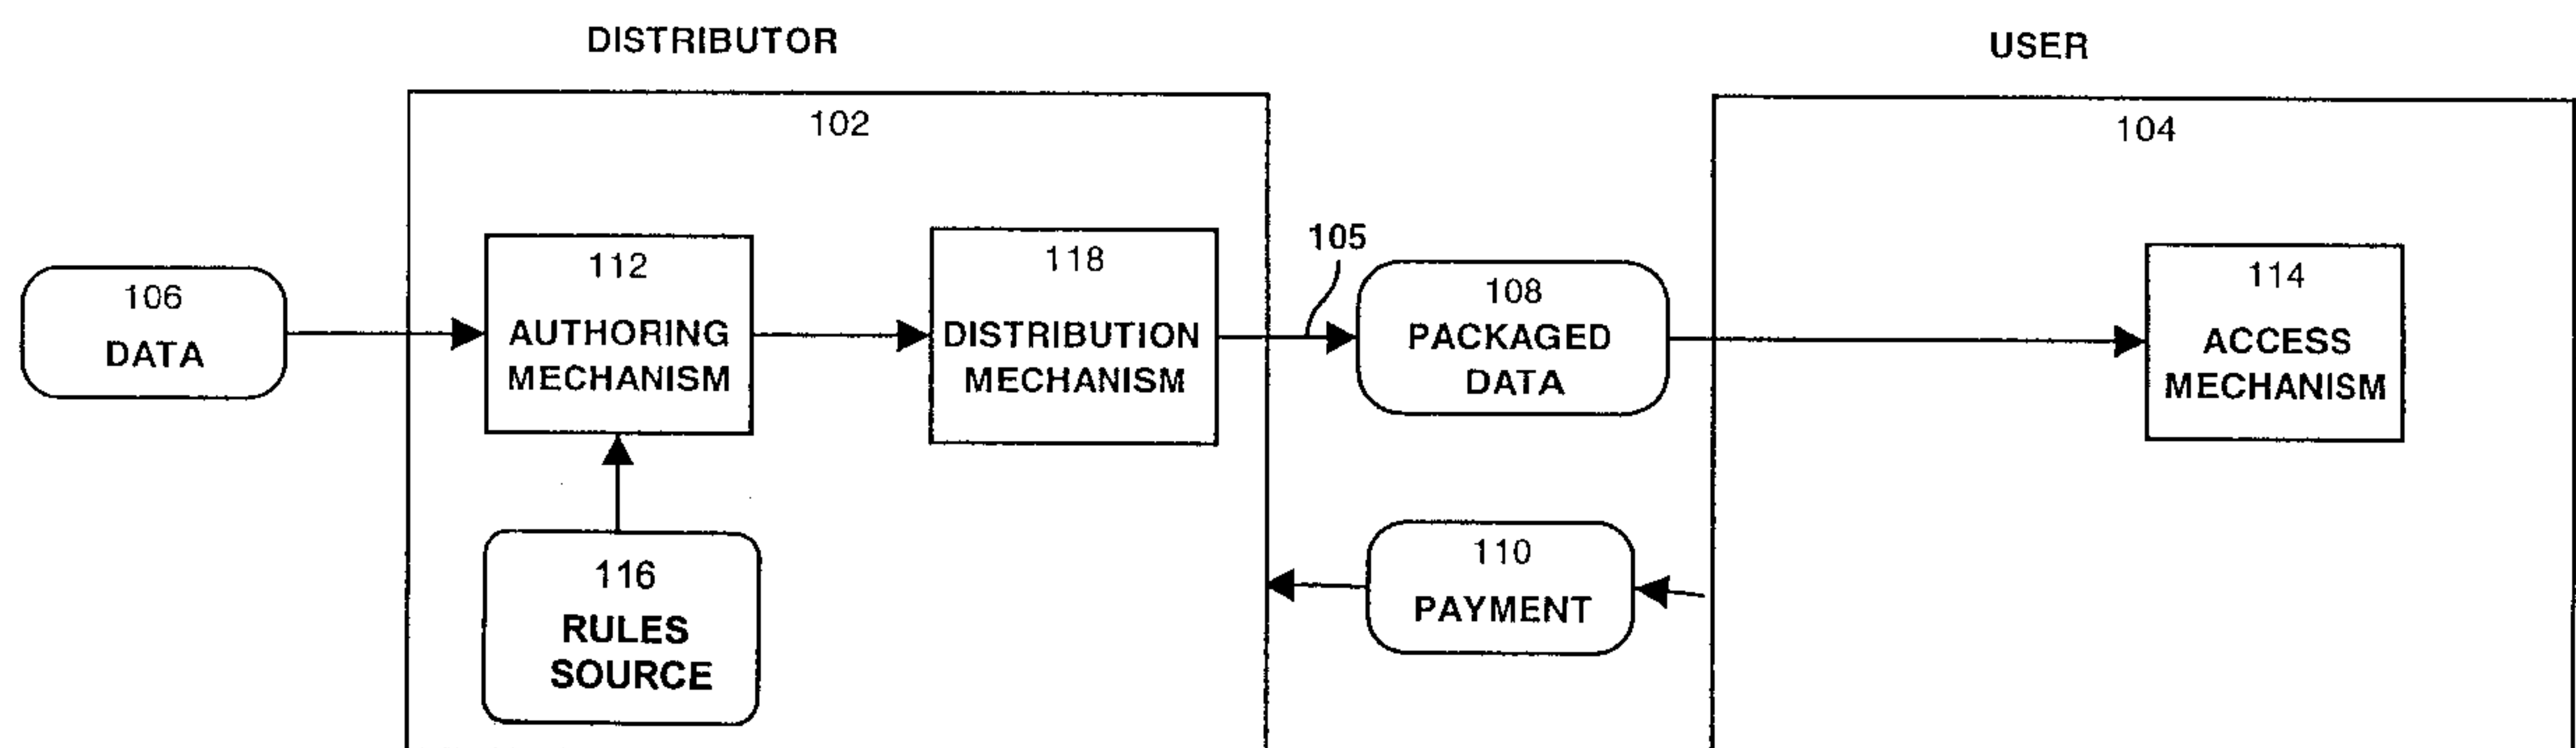 DISTRIBUTOR
USER
102
104
106
DATA
112
AUTHORING
MECHANISM
118
DISTRIBUTION
MECHANISM
105
108
PACKAGED
DATA
114
ACCESS
MECHANISM
116
RULES
SOURCE
110
PAYMENT